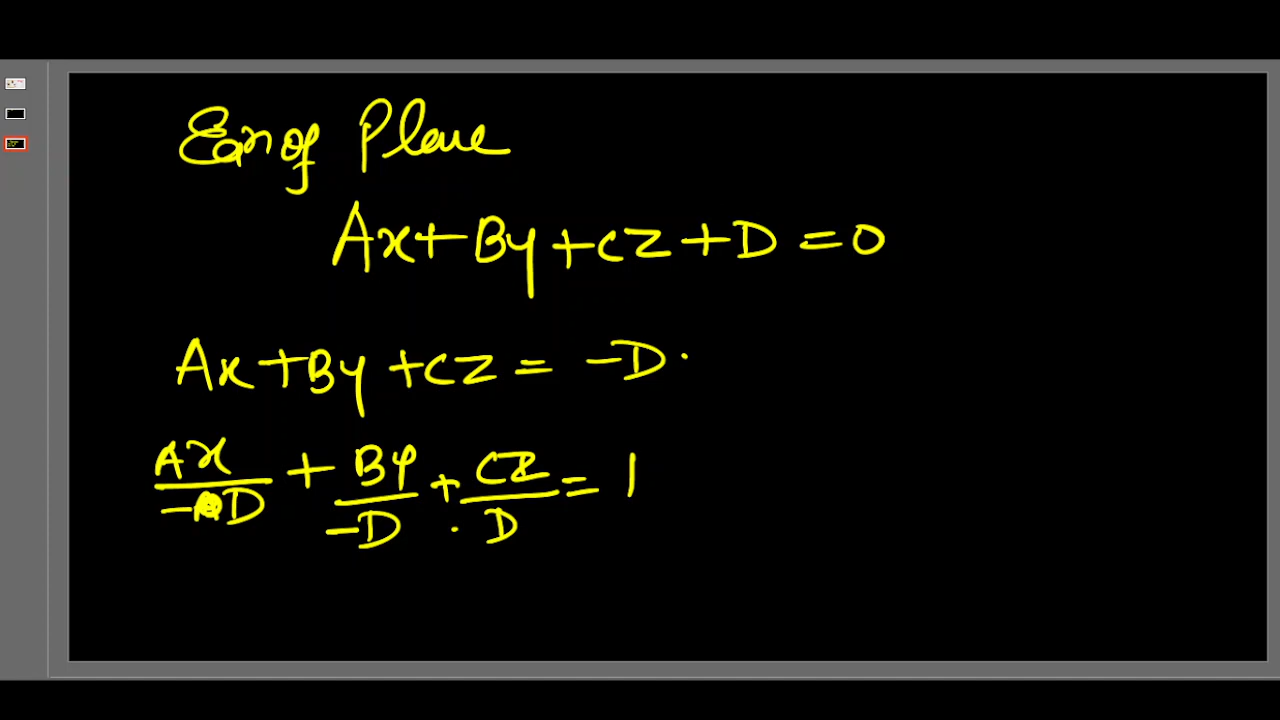 Eqn of Plane
Ax + By + CZ + D = 0
Ax + By + CZ = -D.
Ax/-D + By/-D + CZ/. D = 1